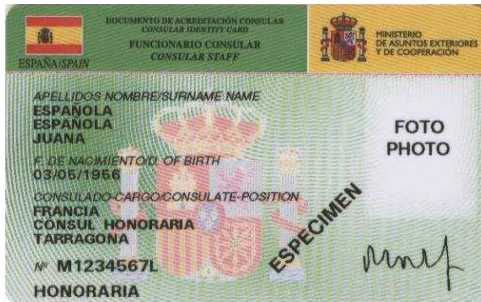 DOCUMENTO DE ACREDITACIÓN CONSULAR
CONSULAR IDENTITY CARD
FUNCIONARIO CONSULAR
CONSULAR STAFF
ESPAÑA/SPAIN
MINISTERIO
DE ASUNTOS EXTERIORES
Y DE COOPERACIÓN
APELLIDOS NOMBRE/SURNAME NAME
ESPAÑOLA
ESPAÑOLA
JUANA
F. DE NACIMIENTO/D. OF BIRTH
03/05/1956
CONSULADO-CARGO/CONSULATE-POSITION
FRANCIA
CÓNSUL HONORARIA
TARRAGONA
Nº M1234567L
HONORARIA
FOTO
PHOTO
ESPECIMEN